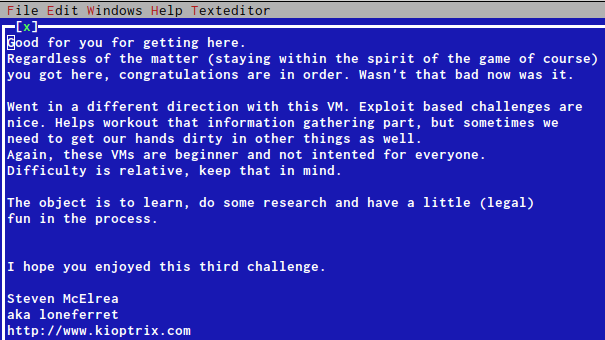 File Edit Windows Help Texteditor
[x]
Good for you for getting here.
Regardless of the matter (staying within the spirit of the game of course)
you got here, congratulations are in order. Wasn't that bad now was it.
Went in a different direction with this VM. Exploit based challenges are
nice. Helps workout that information gathering part, but sometimes we
need to get our hands dirty in other things as well.
Again, these VMs are beginner and not intented for everyone.
Difficulty is relative, keep that in mind.
The object is to learn, do some research and have a little (legal)
fun in the process.
I hope you enjoyed this third challenge.
Steven McElrea
aka loneferret
http://www.kioptrix.com